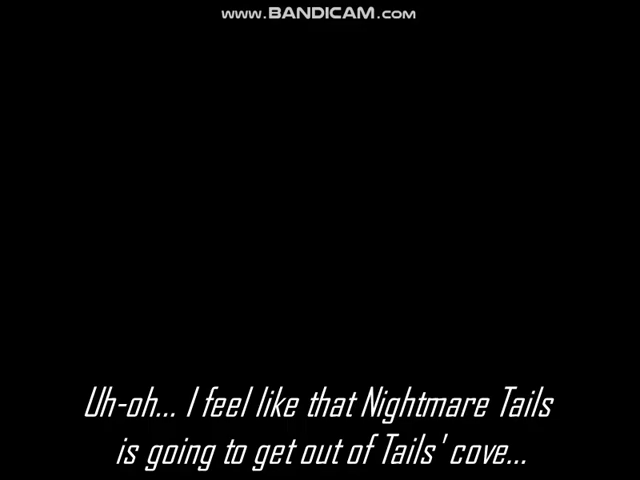 www.BANDICAM.com
Uh-oh... I feel like that Nightmare Tails
is going to get out of Tails' cove...